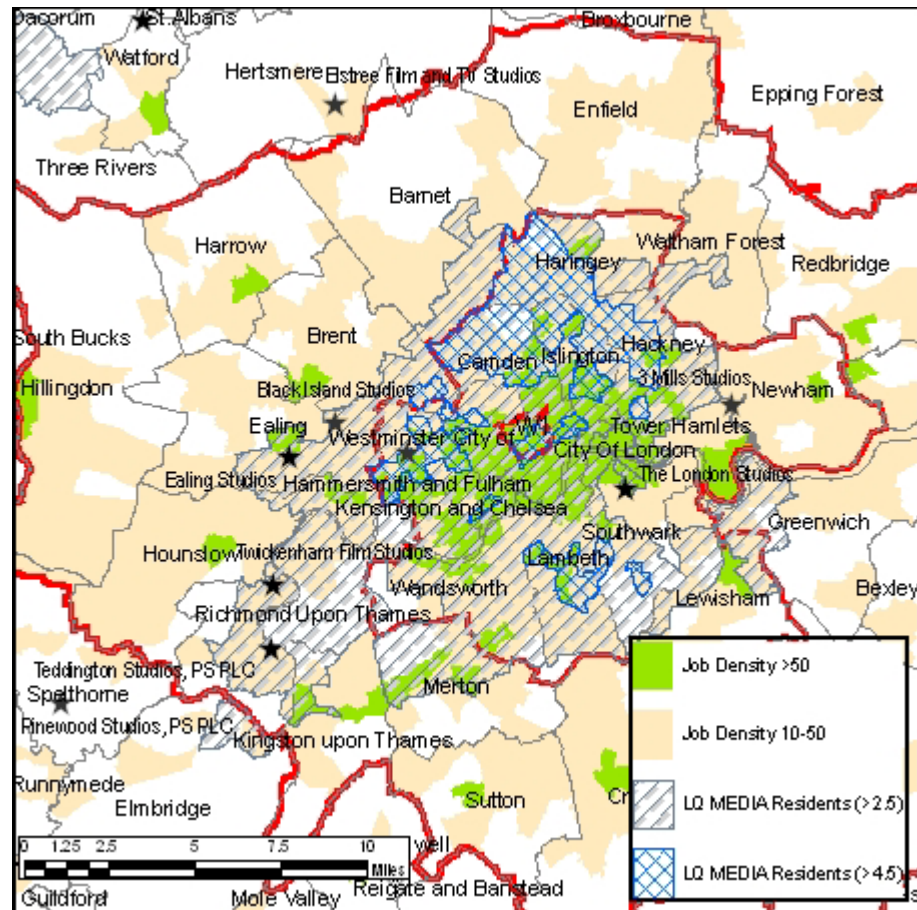 Dacorum
St. Albans
Broxbourne
Watford
Hertsmere
Elstree Film and TV Studios
Epping Forest
Enfield
Three Rivers
Barnet
Harrow
Haringey
Waltham Forest
Redbridge
South Bucks
Brent
Camden
Islington
Hackney
Hillingdon
Black Island Studios
3 Mills Studios
Newham
Ealing
Westminster City of
W1
Tower Hamlets
City Of London
Ealing Studios
Hammersmith and Fulham
The London Studios
Kensington and Chelsea
Southwark
Greenwich
Hounslow
Twickenham Film Studios
Lambeth
Wandsworth
Lewisham
Bexley
Richmond Upon Thames
Teddington Studios, PS PLC
Merton
Spelthorne
Pinewood Studios, PS PLC
Kingston upon Thames
Runnymede
Elmbridge
Sutton
Cr
well
Reigate and Banstead
Guildford
Mole Valley
0 1.25 2.5 5 7.5 10
Miles
Job Density >50
Job Density 10-50
LQ MEDIA Residents (>2.5)
LQ MEDIA Residents (>4.5)